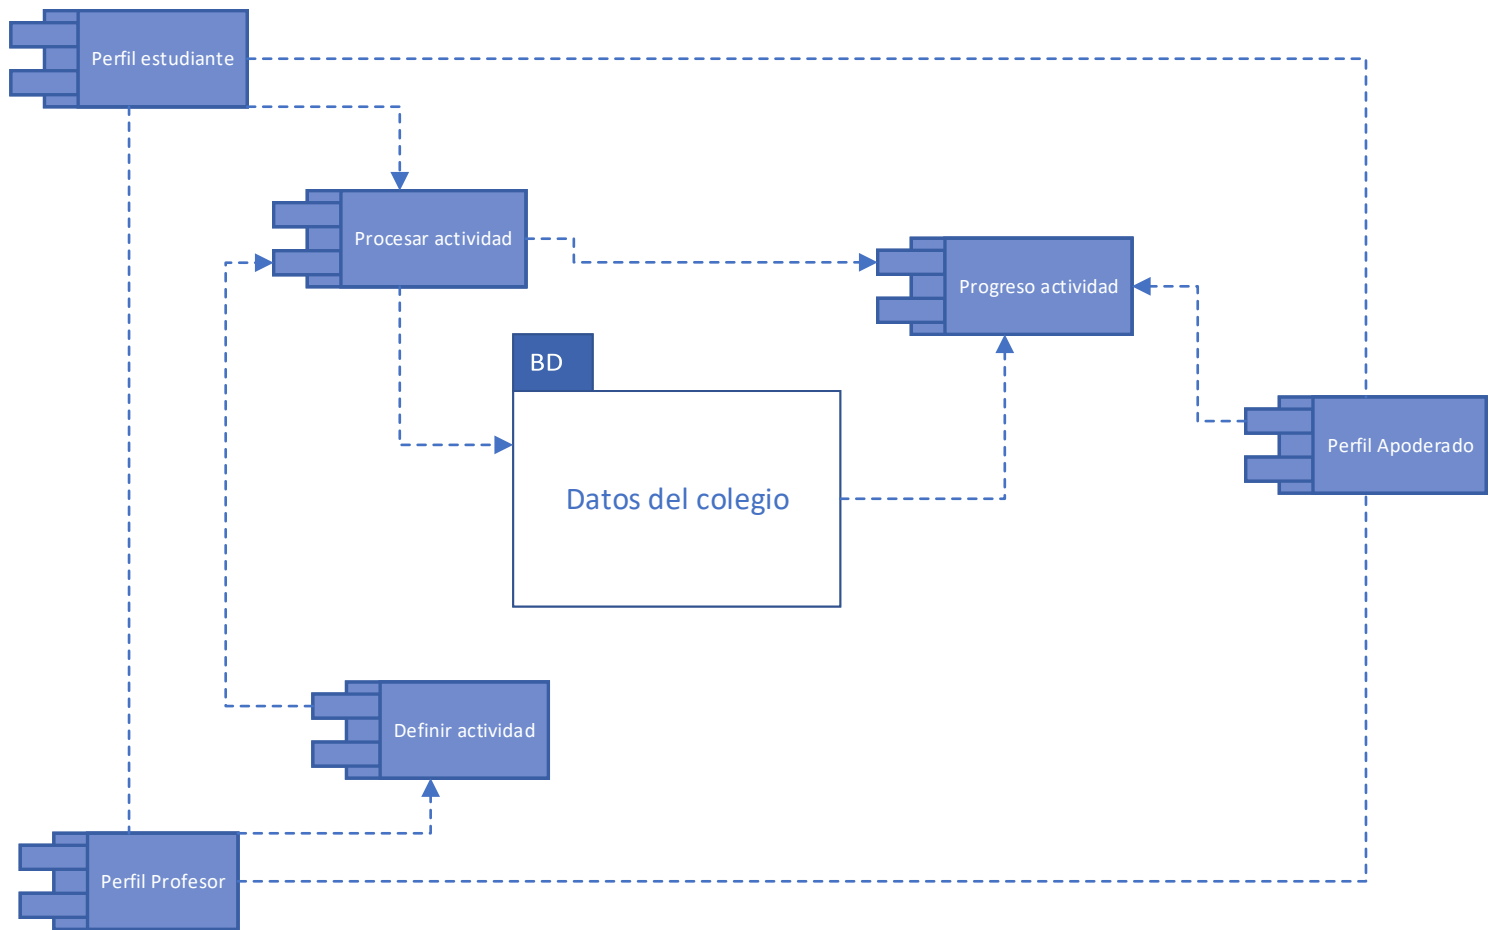 Perfil estudiante
Procesar actividad
Progreso actividad
BD
Perfil Apoderado
Datos del colegio
Definir actividad
Perfil Profesor